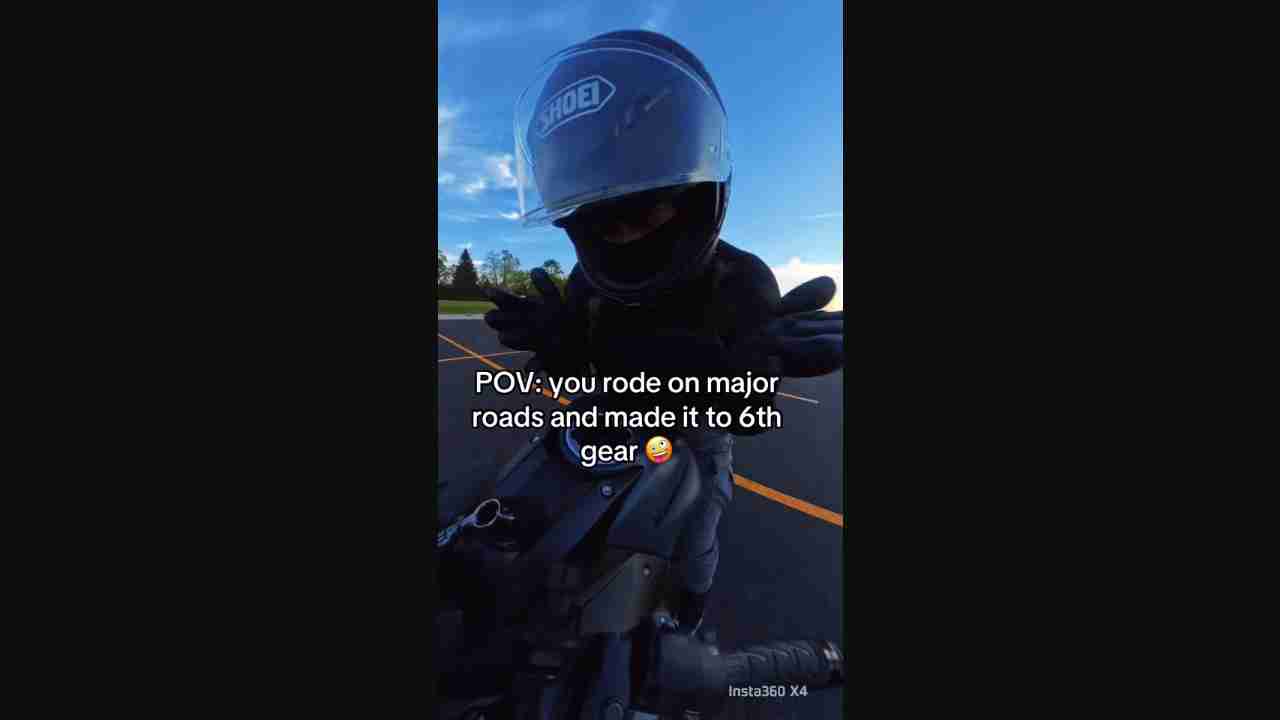 SHOEI
POV: you rode on major
roads and made it to 6th
gear 🤪
Insta360 X4